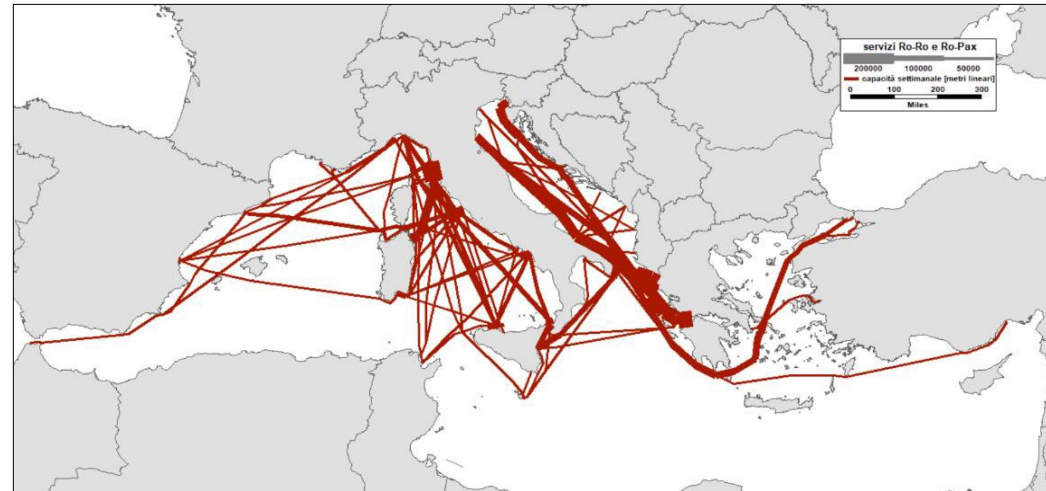 servizi Ro-Ro e Ro-Pax
200000 100000 50000
capacità settimanale [metri lineari]
0 100 200 300
Miles